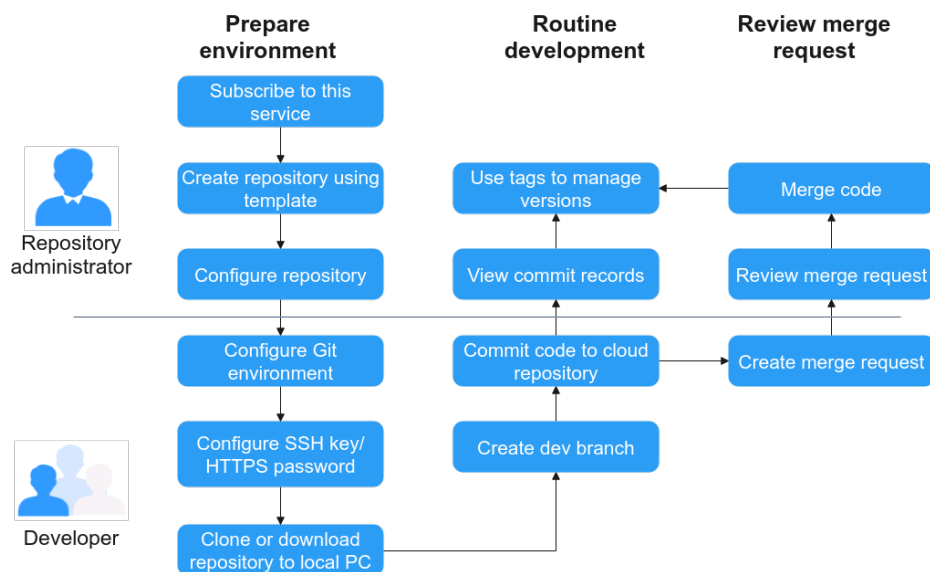 Prepare
environment
Routine
development
Review merge
request
Subscribe to this
service
Create repository using
template
Use tags to manage
versions
Merge code
Repository
administrator
Configure repository
View commit records
Review merge request
Configure Git
environment
Commit code to cloud
repository
Create merge request
Configure SSH key/
HTTPS password
Create dev branch
Developer
Clone or download
repository to local PC